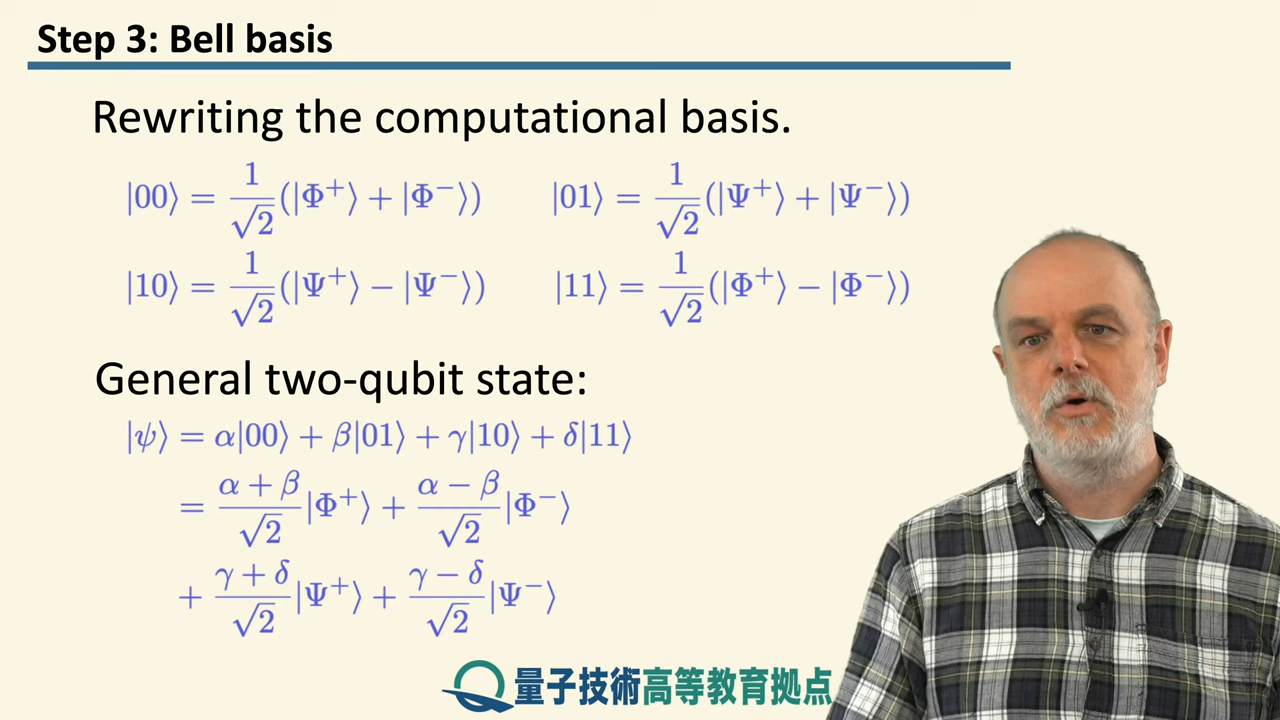 Step 3: Bell basis
Rewriting the computational basis.
|00⟩ = 1/√2 (|Φ⁺⟩ + |Φ⁻⟩)  |01⟩ = 1/√2 (|Ψ⁺⟩ + |Ψ⁻⟩)
|10⟩ = 1/√2 (|Ψ⁺⟩ − |Ψ⁻⟩)  |11⟩ = 1/√2 (|Φ⁺⟩ − |Φ⁻⟩)
General two-qubit state:
|ψ⟩ = α|00⟩ + β|01⟩ + γ|10⟩ + δ|11⟩
= (α + β)/√2 |Φ⁺⟩ + (α − β)/√2 |Φ⁻⟩
+ (γ + δ)/√2 |Ψ⁺⟩ + (γ − δ)/√2 |Ψ⁻⟩
量子技術高等教育拠点